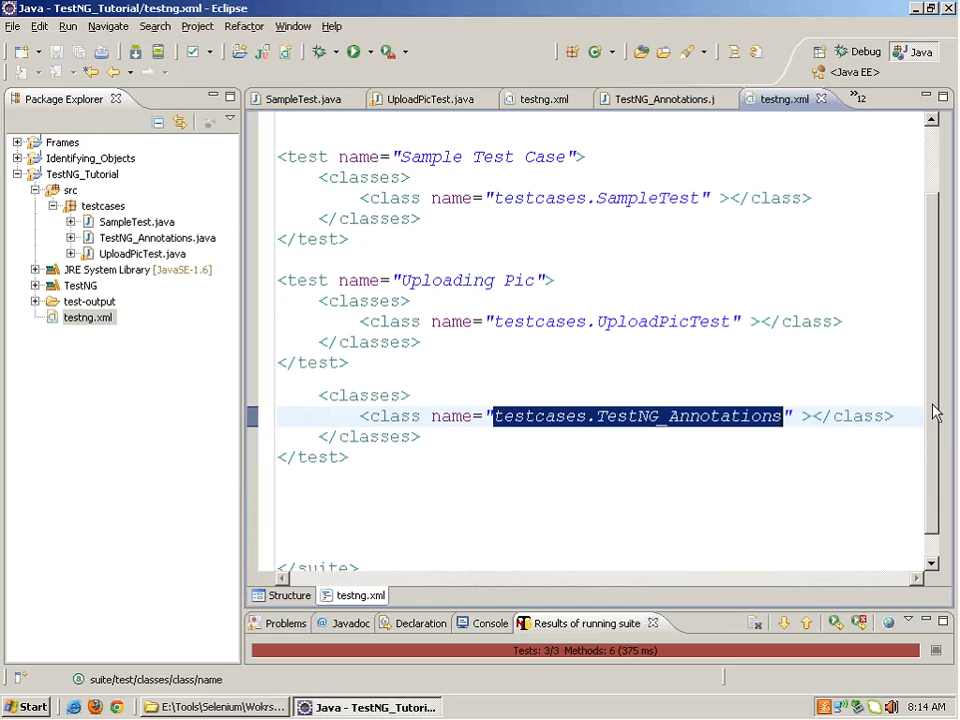 Java - TestNG_Tutorial/testng.xml - Eclipse
File Edit Run Navigate Search Project Refactor Window Help
Debug Java
<Java EE>
Package Explorer
SampleTest.java UploadPicTest.java testng.xml TestNG_Annotations.j testng.xml »12
Frames
Identifying_Objects
TestNG_Tutorial
src
testcases
SampleTest.java
TestNG_Annotations.java
UploadPicTest.java
JRE System Library [JavaSE-1.6]
TestNG
test-output
testng.xml
<test name="Sample Test Case">
<classes>
<class name="testcases.SampleTest" ></class>
</classes>
</test>
<test name="Uploading Pic">
<classes>
<class name="testcases.UploadPicTest" ></class>
</classes>
</test>
<classes>
<class name="testcases.TestNG_Annotations" ></class>
</classes>
</test>
</suite>
Structure testng.xml
Problems Javadoc Declaration Console Results of running suite
Tests: 3/3 Methods: 6 (375 ms)
suite/test/classes/class/name
Start E:\Tools\Selenium\Wokrs... Java - TestNG_Tutori... 8:14 AM